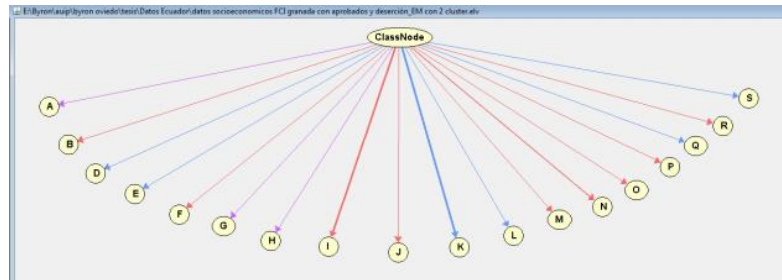 E:\Byron\auip\byron oviedo\tesis\Datos Ecuador\datos socioeconomicos FCI granada con aprobados y deserción_EM con 2 cluster.elv
ClassNode
A
B
D
E
F
G
H
I
J
K
L
M
N
O
P
Q
R
S